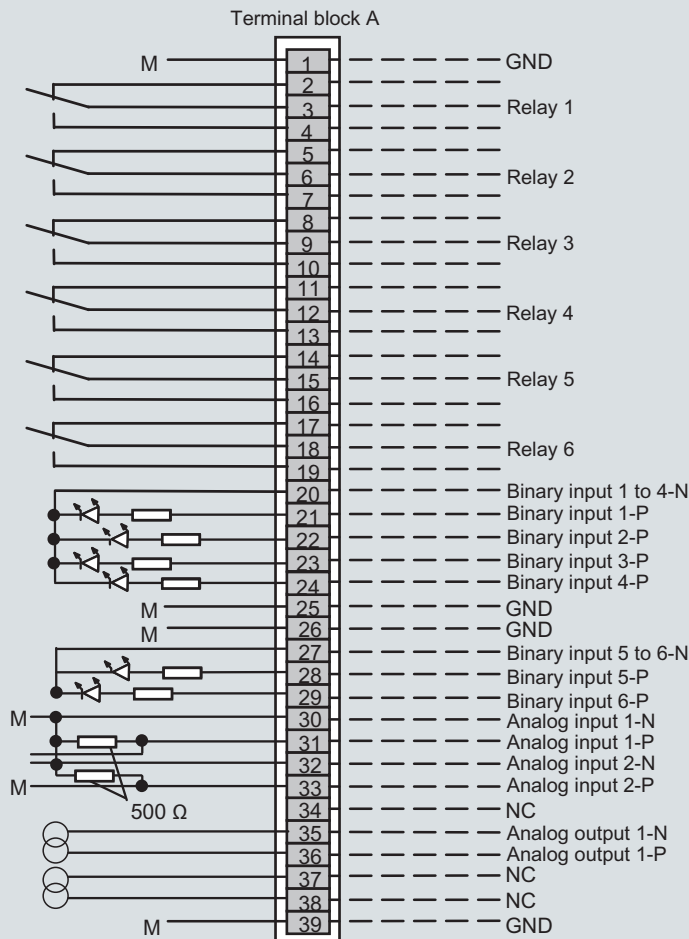 Terminal block A
M 1 GND
2
3 Relay 1
4
5
6 Relay 2
7
8
9 Relay 3
10
11
12 Relay 4
13
14
15 Relay 5
16
17
18 Relay 6
19
20 Binary input 1 to 4-N
21 Binary input 1-P
22 Binary input 2-P
23 Binary input 3-P
24 Binary input 4-P
M 25 GND
M 26 GND
27 Binary input 5 to 6-N
28 Binary input 5-P
29 Binary input 6-P
M 30 Analog input 1-N
31 Analog input 1-P
32 Analog input 2-N
M 33 Analog input 2-P
500 Ω 34 NC
35 Analog output 1-N
36 Analog output 1-P
37 NC
38 NC
M 39 GND